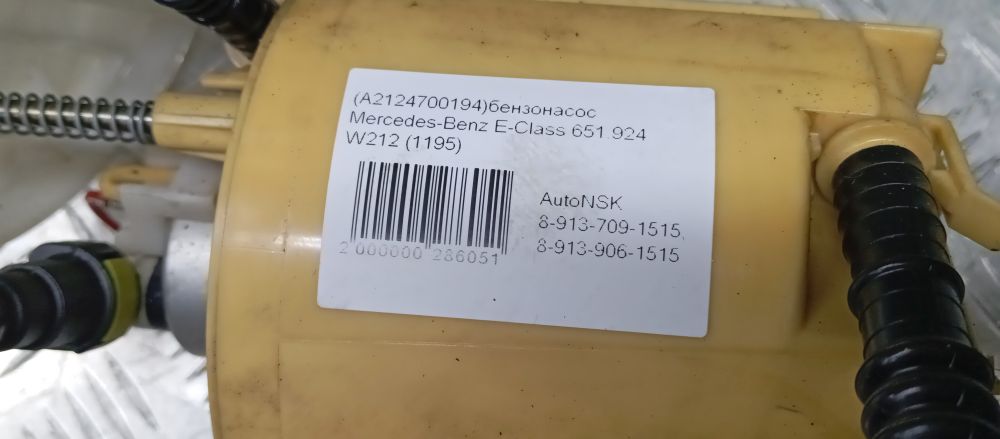 (A2124700194)бензонасос
Mercedes-Benz E-Class 651.924
W212 (1195)
AutoNSK
8-913-709-1515,
8-913-906-1515
2 000000 286051